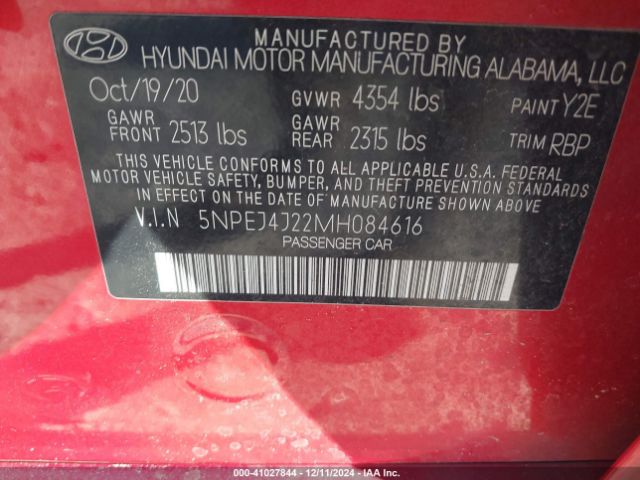 MANUFACTURED BY
HYUNDAI MOTOR MANUFACTURING ALABAMA, LLC
Oct/19/20 GVWR 4354 lbs PAINT Y2E
GAWR FRONT 2513 lbs GAWR REAR 2315 lbs TRIM RBP
THIS VEHICLE CONFORMS TO ALL APPLICABLE U.S.A. FEDERAL
MOTOR VEHICLE SAFETY, BUMPER, AND THEFT PREVENTION STANDARDS
IN EFFECT ON THE DATE OF MANUFACTURE SHOWN ABOVE.
V.I.N 5NPEJ4J22MH084616
PASSENGER CAR
000-41027844 | 12/11/2024 - IAA Inc.